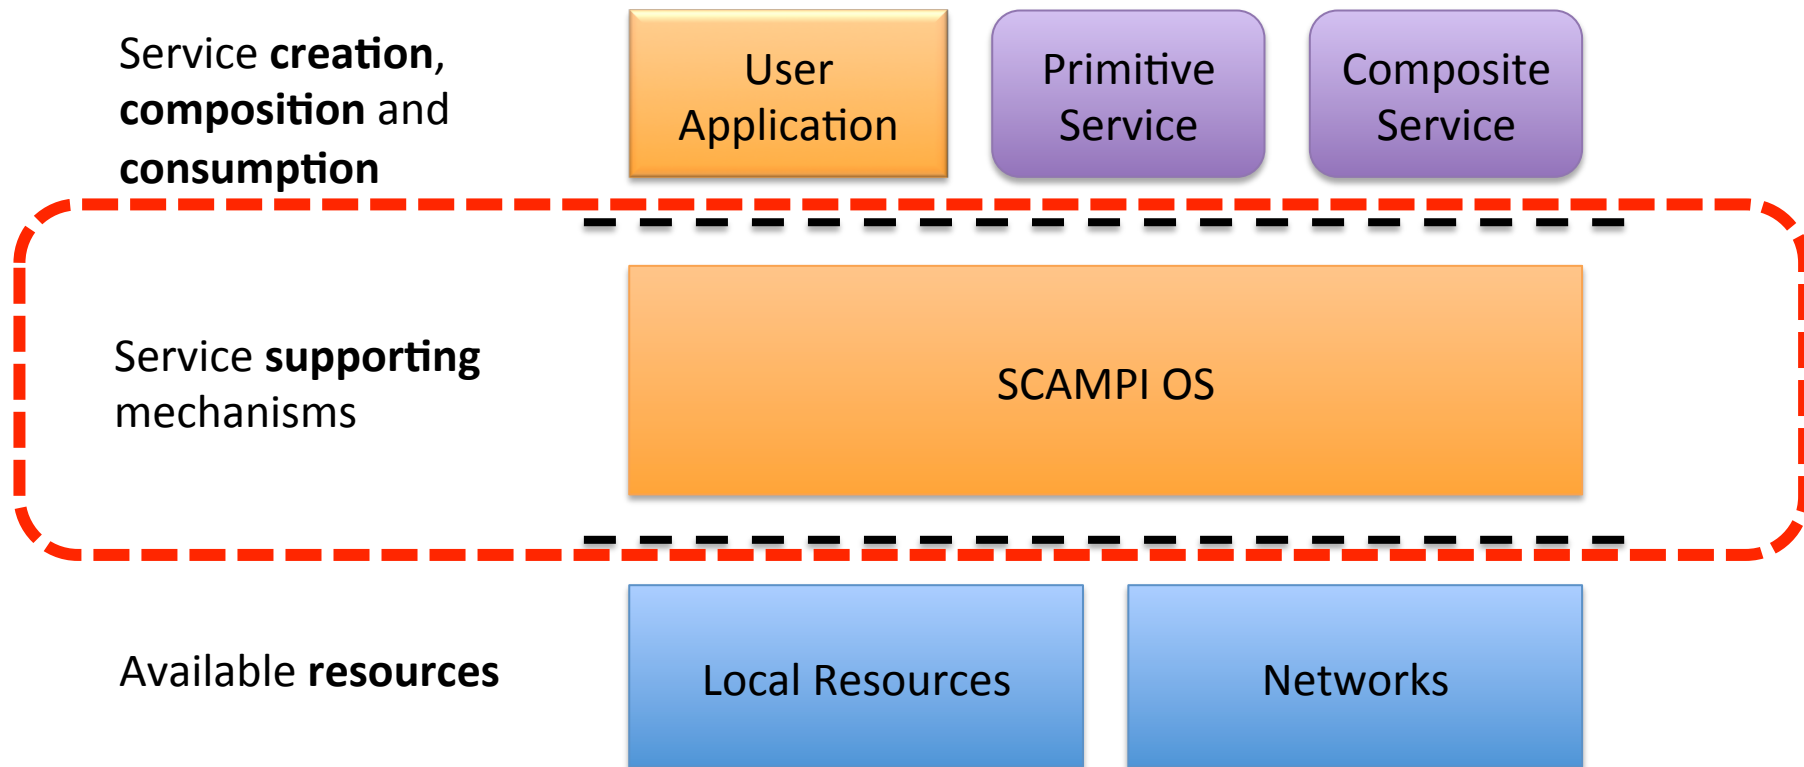 Service creation,
composition and
consumption
User
Application
Primitive
Service
Composite
Service
Service supporting
mechanisms
SCAMPI OS
Available resources
Local Resources
Networks